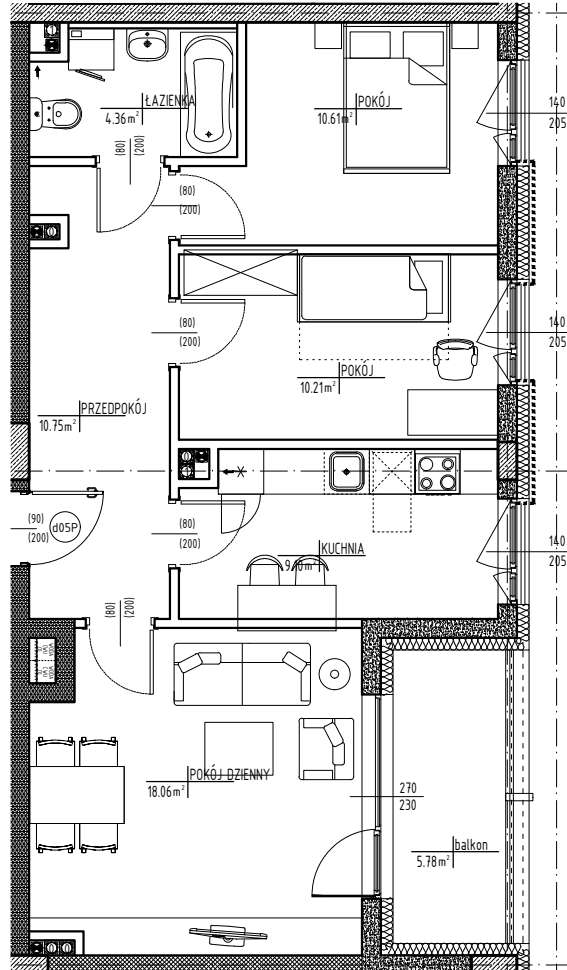 ŁAZIENKA
4.36m²
POKÓJ
10.61m²
140
205
(80)
(200)
(80)
(200)
(80)
(200)
140
205
POKÓJ
10.21m²
PRZEDPOKÓJ
10.75m²
(90)
(200)
d05P
(80)
(200)
KUCHNIA
140
205
(80)
(200)
POKÓJ DZIENNY
18.06m²
270
230
balkon
5.78m²